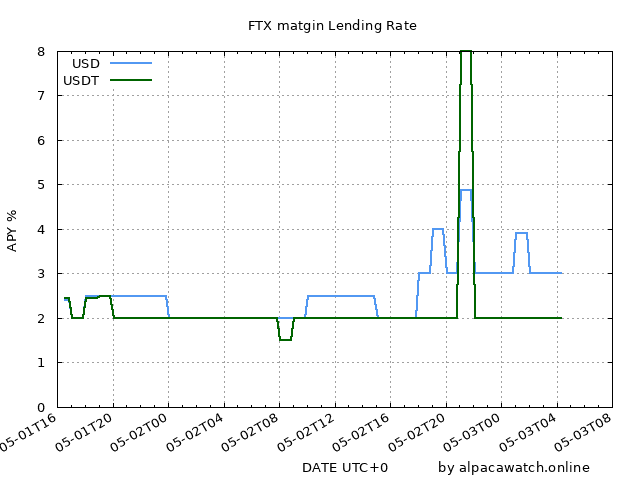 FTX matgin Lending Rate
USD
USDT
8
7
6
5
4
3
2
1
0
APY %
05-01T16
05-01T20
05-02T00
05-02T04
05-02T08
05-02T12
05-02T16
05-02T20
05-03T00
05-03T04
05-03T08
DATE UTC+0
by alpacawatch.online